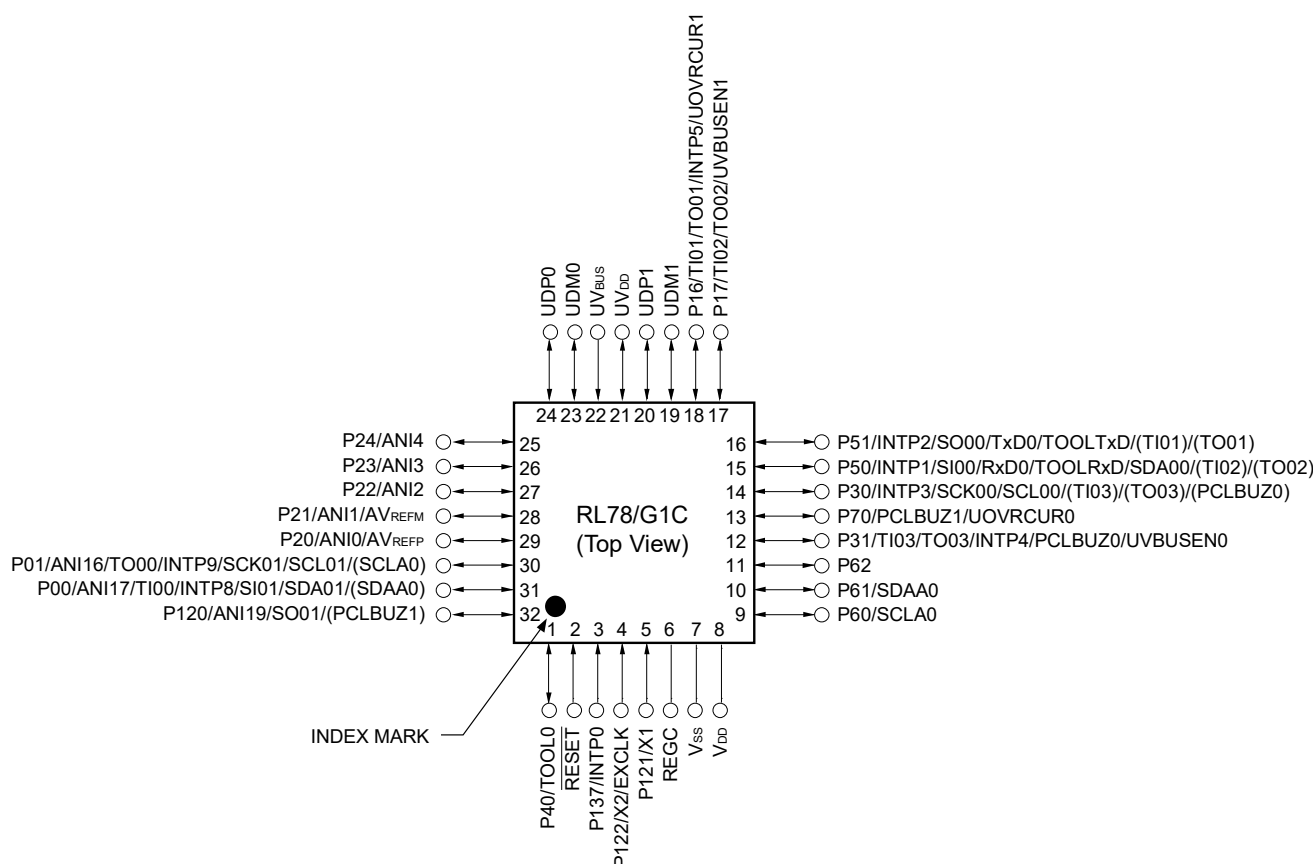 P16/TI01/TO01/INTP5/UOVRCUR1
P17/TI02/TO02/UVBUSEN1
UDP0
UDM0
UVBUS
UVDD
UDP1
UDM1
24 23 22 21 20 19 18 17
P24/ANI4
25
P23/ANI3
26
P22/ANI2
27
P21/ANI1/AVREFM
28
P20/ANI0/AVREFP
29
P01/ANI16/TO00/INTP9/SCK01/SCL01/(SCLA0)
30
P00/ANI17/TI00/INTP8/SI01/SDA01/(SDAA0)
31
P120/ANI19/SO01/(PCLBUZ1)
32
RL78/G1C
(Top View)
16
P51/INTP2/SO00/TxD0/TOOLTxD/(TI01)/(TO01)
15
P50/INTP1/SI00/RxD0/TOOLRxD/SDA00/(TI02)/(TO02)
14
P30/INTP3/SCK00/SCL00/(TI03)/(TO03)/(PCLBUZ0)
13
P70/PCLBUZ1/UOVRCUR0
12
P31/TI03/TO03/INTP4/PCLBUZ0/UVBUSEN0
11
P62
10
P61/SDAA0
9
P60/SCLA0
1 2 3 4 5 6 7 8
INDEX MARK
P40/TOOL0
RESET
P137/INTP0
P122/X2/EXCLK
P121/X1
REGC
VSS
VDD